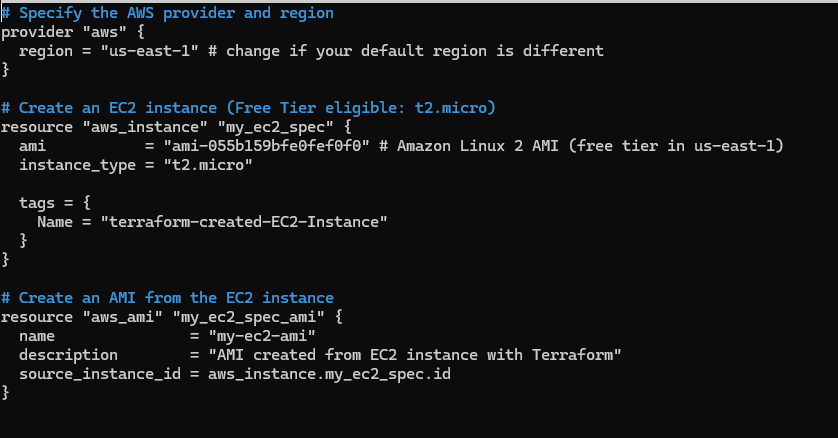 # Specify the AWS provider and region
provider "aws" {
  region = "us-east-1" # change if your default region is different
}

# Create an EC2 instance (Free Tier eligible: t2.micro)
resource "aws_instance" "my_ec2_spec" {
  ami           = "ami-055b159bfe0fef0f0" # Amazon Linux 2 AMI (free tier in us-east-1)
  instance_type = "t2.micro"

  tags = {
    Name = "terraform-created-EC2-Instance"
  }
}

# Create an AMI from the EC2 instance
resource "aws_ami" "my_ec2_spec_ami" {
  name               = "my-ec2-ami"
  description        = "AMI created from EC2 instance with Terraform"
  source_instance_id = aws_instance.my_ec2_spec.id
}